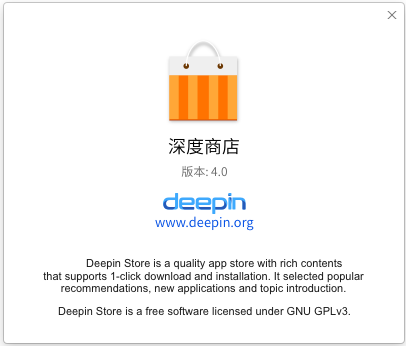 深度商店
版本: 4.0
deepin
www.deepin.org
Deepin Store is a quality app store with rich contents
that supports 1-click download and installation. It selected popular
recommendations, new applications and topic introduction.
Deepin Store is a free software licensed under GNU GPLv3.